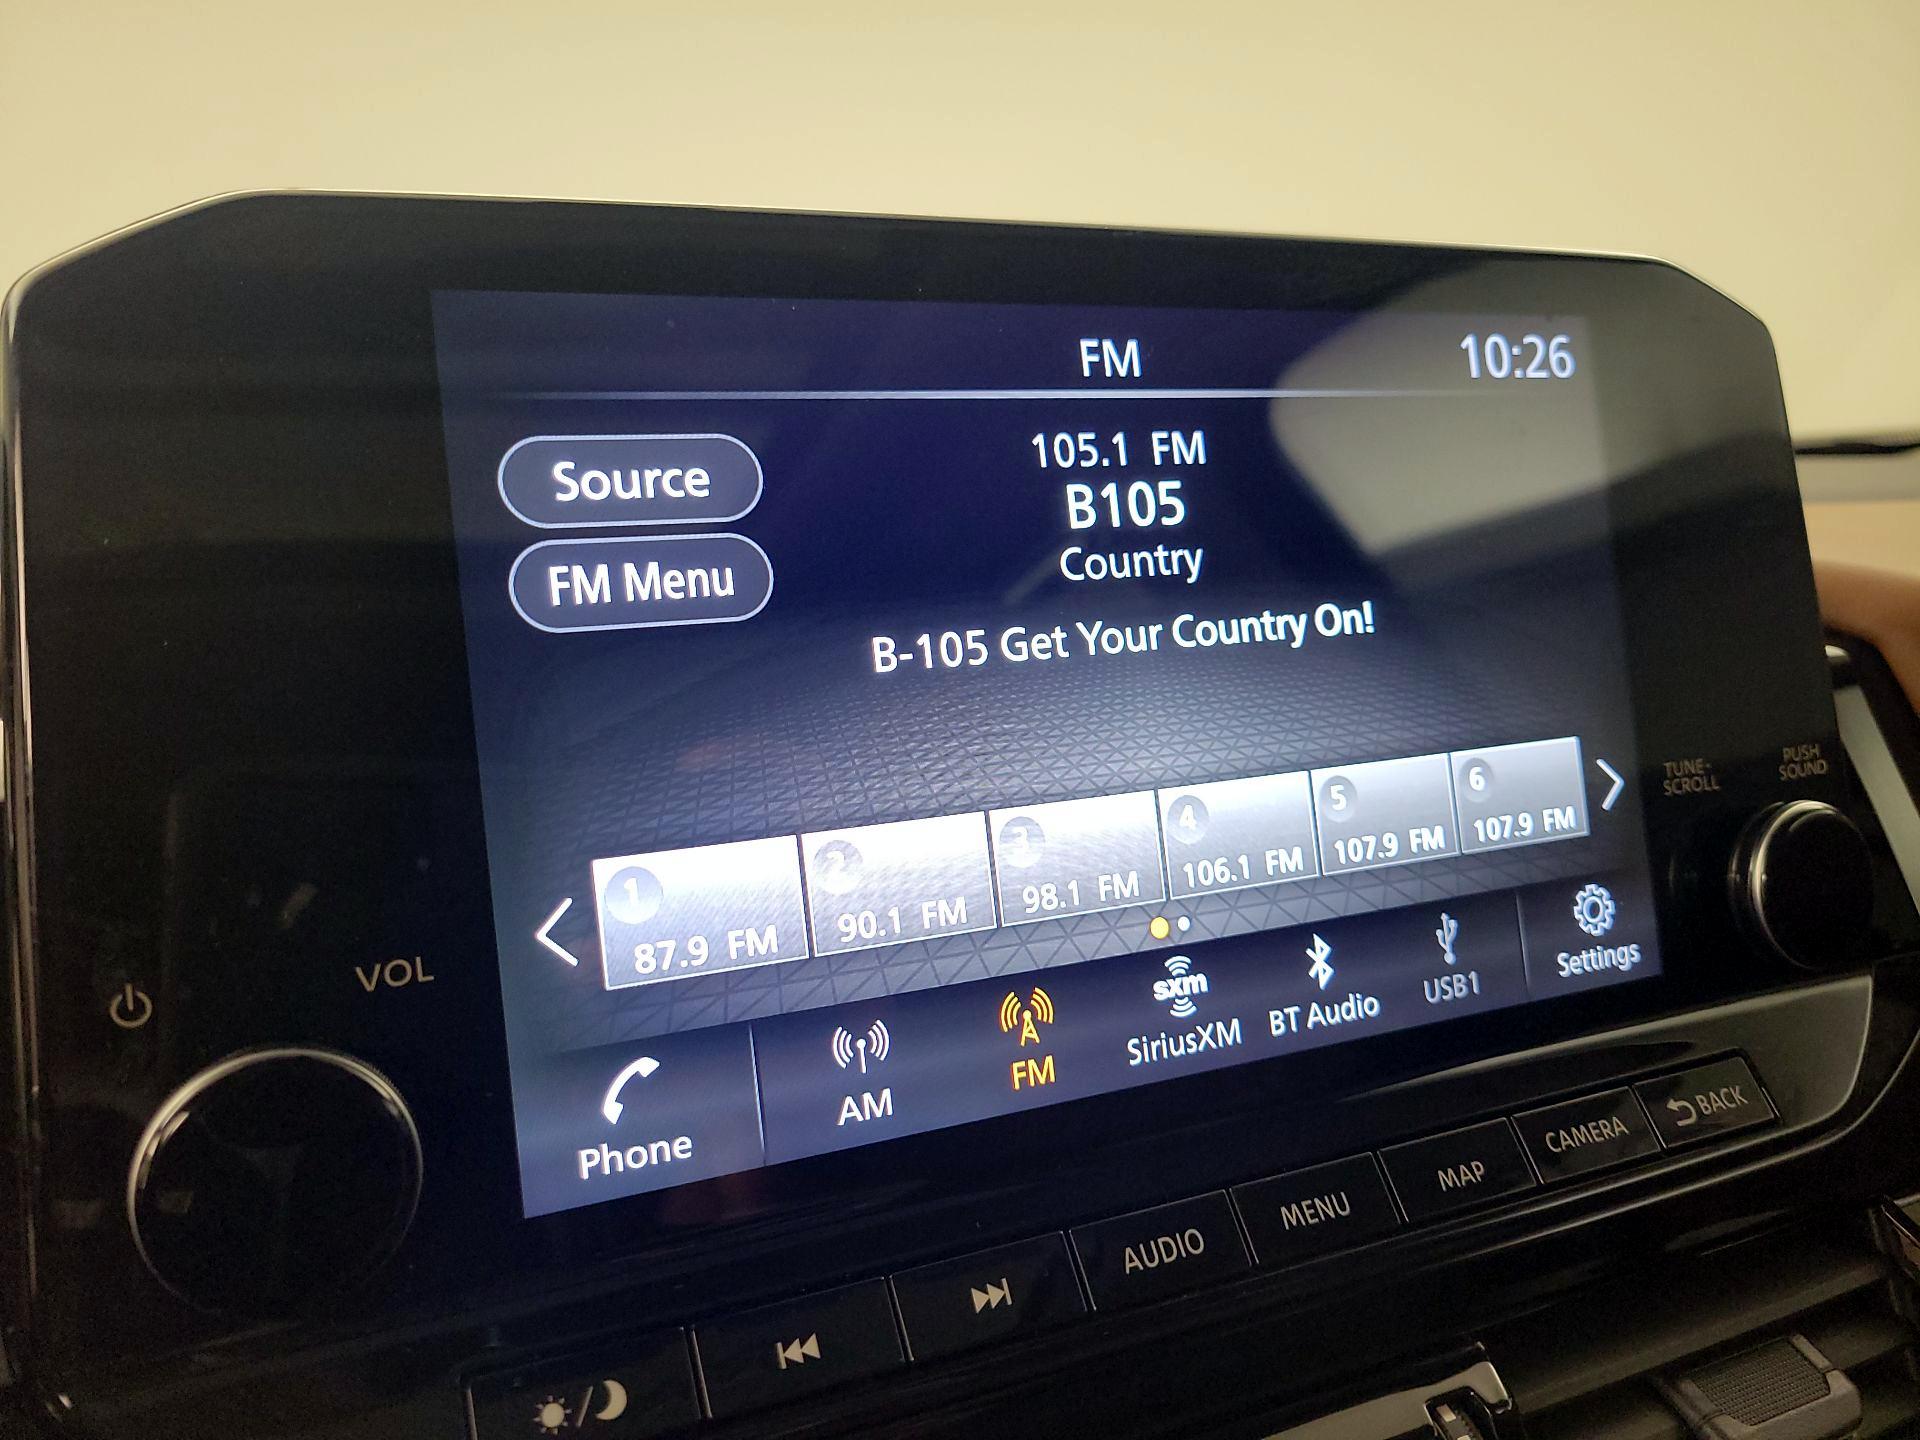 FM
10:26
Source
105.1 FM
B105
FM Menu
Country
B-105 Get Your Country On!
1
87.9 FM
2
90.1 FM
3
98.1 FM
4
106.1 FM
5
107.9 FM
6
107.9 FM
TUNE-
SCROLL
PUSH
SOUND
VOL
Phone
AM
FM
sxm
SiriusXM
BT Audio
USB1
Settings
AUDIO
MENU
MAP
CAMERA
BACK